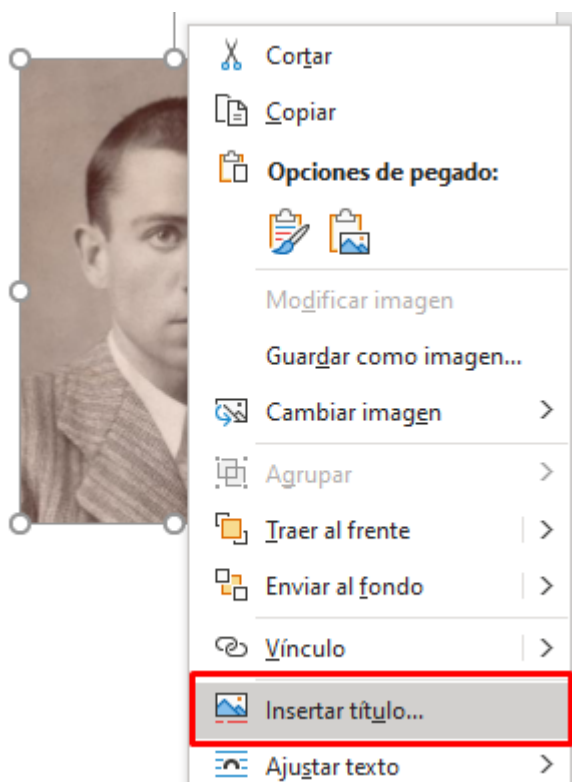 Cortar
Copiar
Opciones de pegado:
Modificar imagen
Guardar como imagen...
Cambiar imagen
Agrupar
Traer al frente
Enviar al fondo
Vínculo
Insertar título...
Ajustar texto